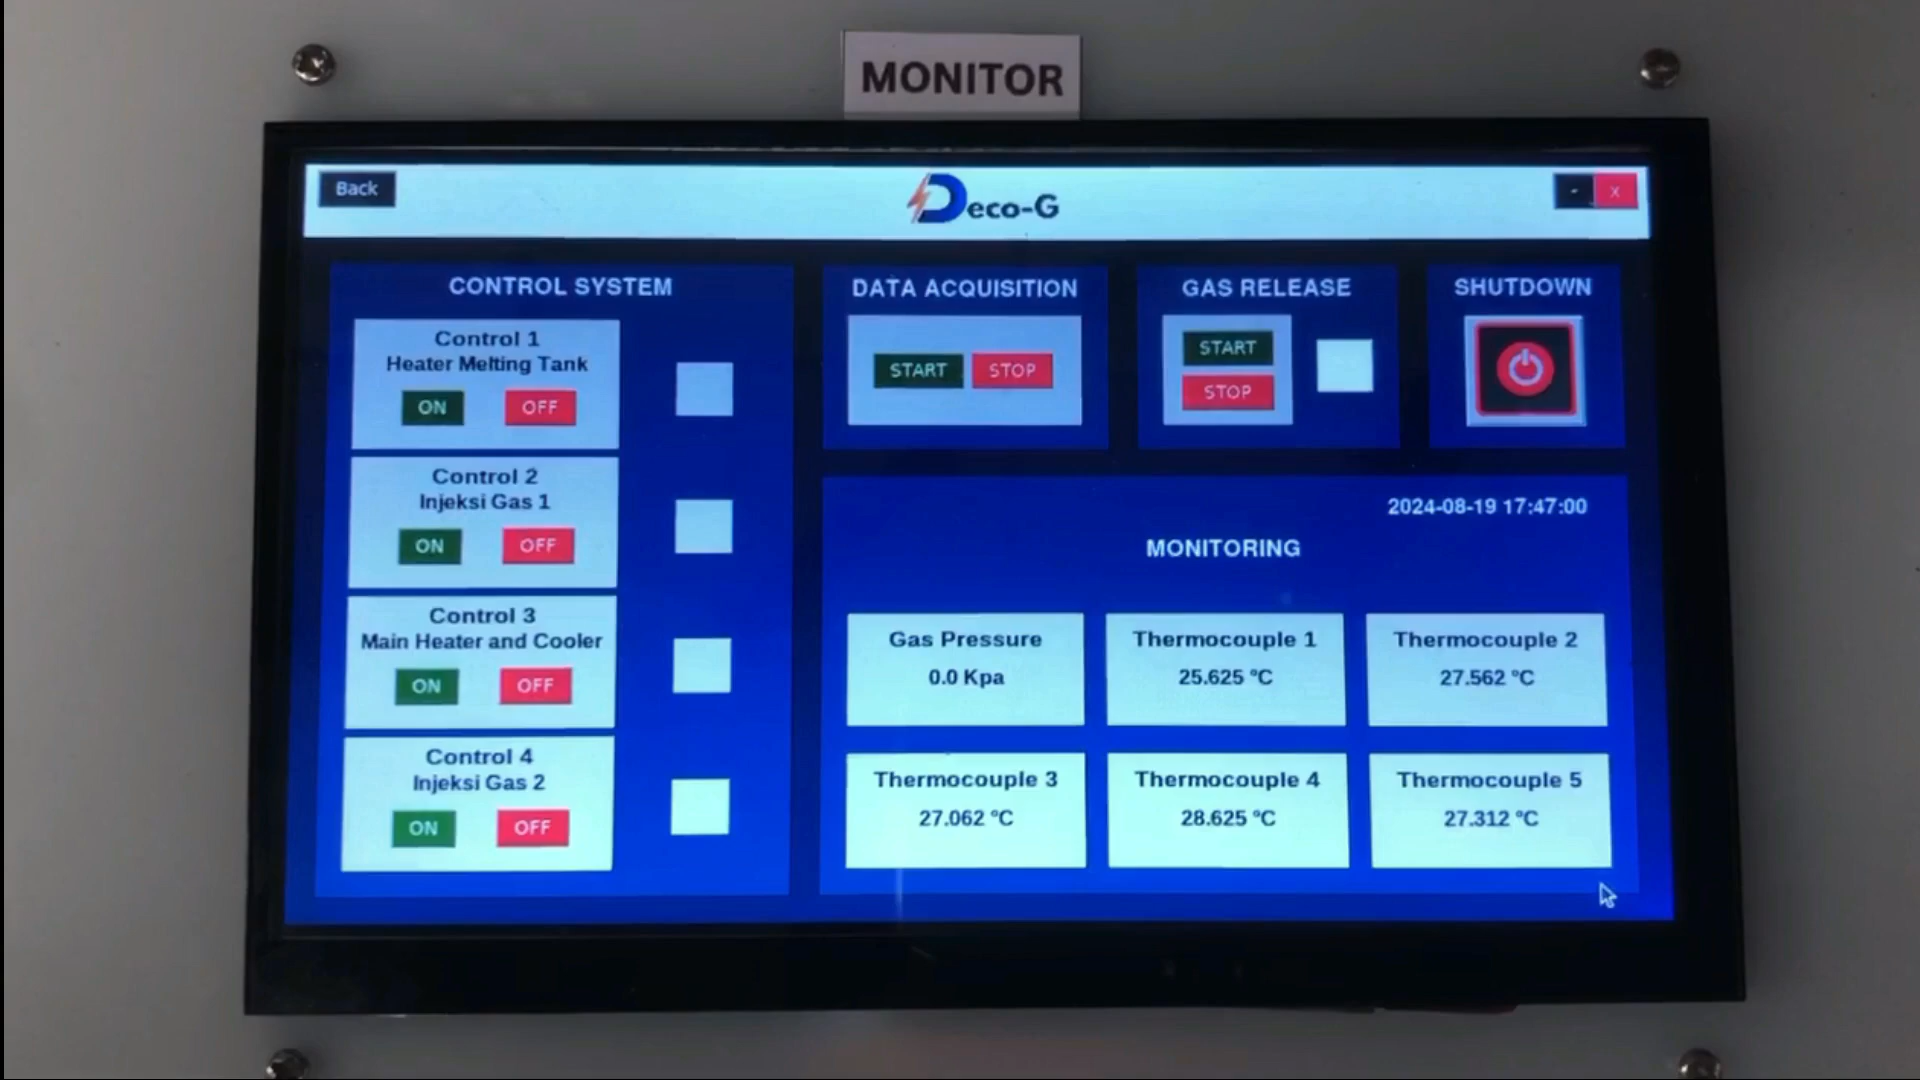 MONITOR
Back
Deco-G
-
X
CONTROL SYSTEM
Control 1
Heater Melting Tank
ON OFF
Control 2
Injeksi Gas 1
ON OFF
Control 3
Main Heater and Cooler
ON OFF
Control 4
Injeksi Gas 2
ON OFF
DATA ACQUISITION
START STOP
GAS RELEASE
START
STOP
SHUTDOWN
2024-08-19 17:47:00
MONITORING
Gas Pressure
0.0 Kpa
Thermocouple 1
25.625 °C
Thermocouple 2
27.562 °C
Thermocouple 3
27.062 °C
Thermocouple 4
28.625 °C
Thermocouple 5
27.312 °C